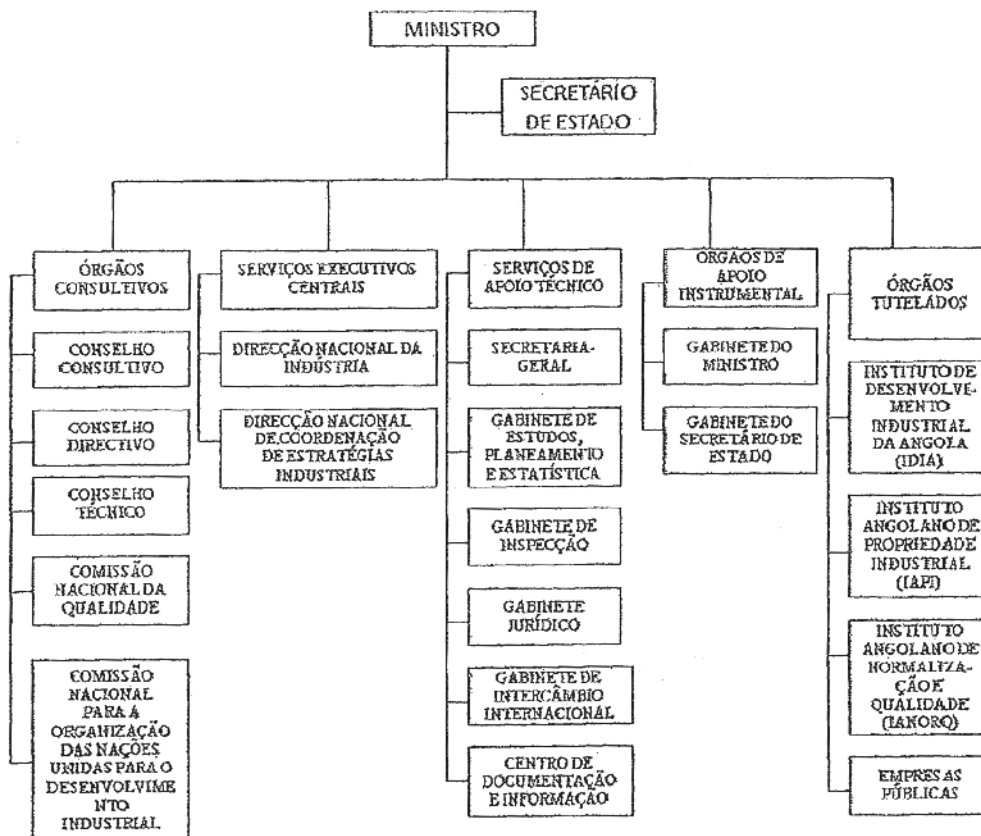 MINISTRO
SECRETÁRIO
DE ESTADO
ÓRGÃOS
CONSULTIVOS
CONSELHO
CONSULTIVO
CONSELHO
DIRECTIVO
CONSELHO
TÉCNICO
COMISSÃO
NACIONAL DA
QUALIDADE
COMISSÃO
NACIONAL
PARA A
ORGANIZAÇÃO
DAS NAÇÕES
UNIDAS PARA O
DESENVOLVIME
NTO
INDUSTRIAL
SERVIÇOS EXECUTIVOS
CENTRAIS
DIRECÇÃO NACIONAL DA
INDÚSTRIA
DIRECÇÃO NACIONAL
DE COORDENAÇÃO
DE ESTRATÉGIAS
INDUSTRIAIS
SERVIÇOS DE
APOIO TÉCNICO
SECRETARIA-
GERAL
GABINETE DE
ESTUDOS,
PLANEAMENTO
E ESTATÍSTICA
GABINETE DE
INSPECÇÃO
GABINETE
JURÍDICO
GABINETE DE
INTERCÂMBIO
INTERNACIONAL
CENTRO DE
DOCUMENTAÇÃO
E INFORMAÇÃO
ORGÃOS DE
APOIO
INSTRUMENTAL
GABINETE DO
MINISTRO
GABINETE DO
SECRETÁRIO DE
ESTADO
ÓRGÃOS
TUTELADOS
INSTITUTO DE
DESENVOLVE-
MENTO
INDUSTRIAL
DA ANGOLA
(IDIA)
INSTITUTO
ANGOLANO DE
PROPRIEDADE
INDUSTRIAL
(IAPI)
INSTITUTO
ANGOLANO DE
NORMALIZA-
ÇÃO E
QUALIDADE
(IANORQ)
EMPRESAS
PÚBLICAS